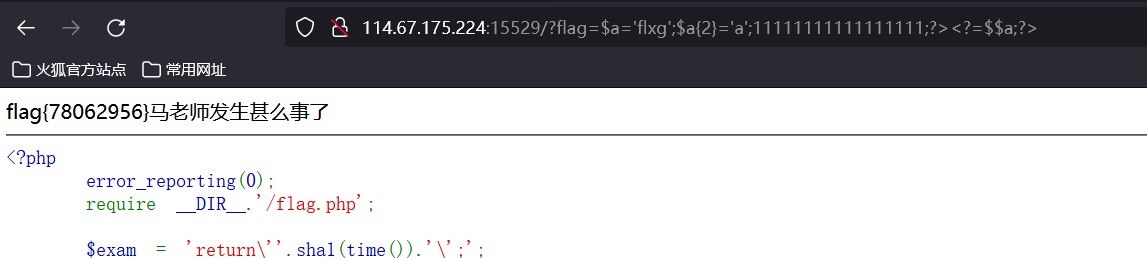 114.67.175.224:15529/?flag=$a='flxg';$a{2}='a';11111111111111111;?><?=$$a;?>
火狐官方站点 常用网址
flag{78062956}马老师发生甚么事了
<?php
error_reporting(0);
require __DIR__.'/flag.php';
$exam = 'return\''.sha1(time()).'\';';